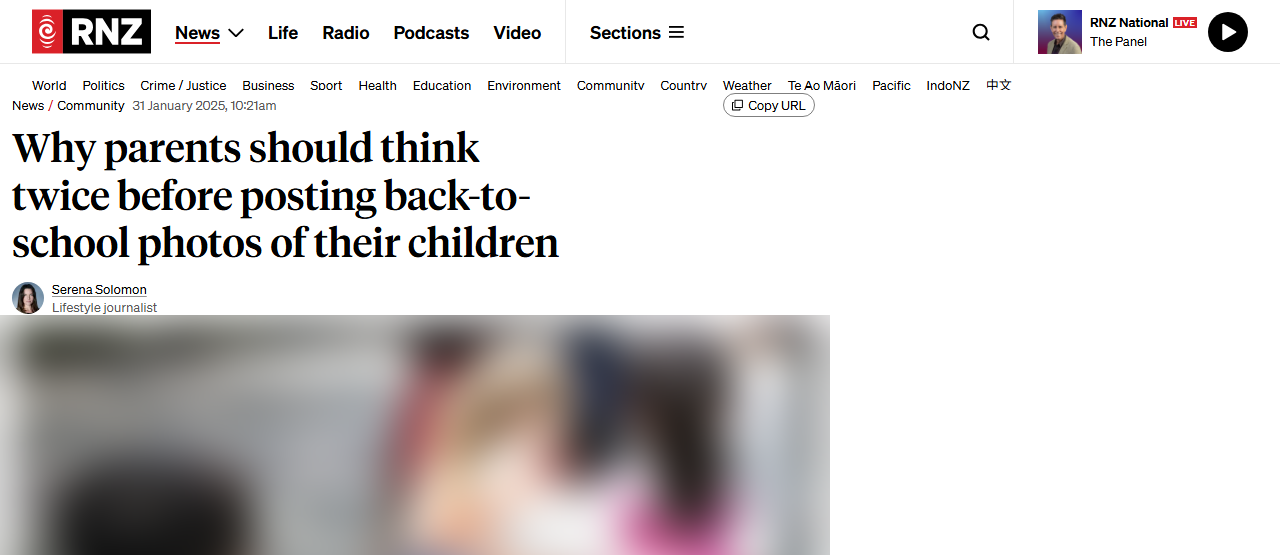 RNZ News Life Radio Podcasts Video Sections RNZ National LIVE
The Panel
World Politics Crime / Justice Business Sport Health Education Environment Community Country Weather Te Ao Māori Pacific IndoNZ 中文
News / Community 31 January 2025, 10:21am Copy URL
Why parents should think
twice before posting back-to-
school photos of their children
Serena Solomon
Lifestyle journalist